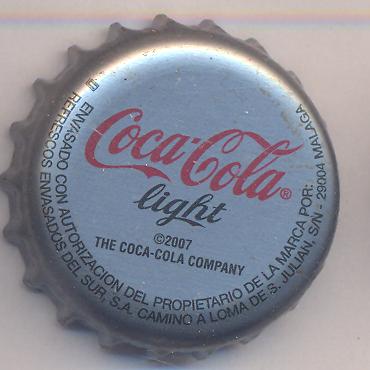 Coca-Cola®
light
©2007
THE COCA-COLA COMPANY
ENVASADO CON AUTORIZACION DEL PROPIETARIO DE LA MARCA POR:
REFRESCOS ENVASADOS DEL SUR, S.A. CAMINO A LOMA DE S. JULIAN, S/N - 29004 MALAGA